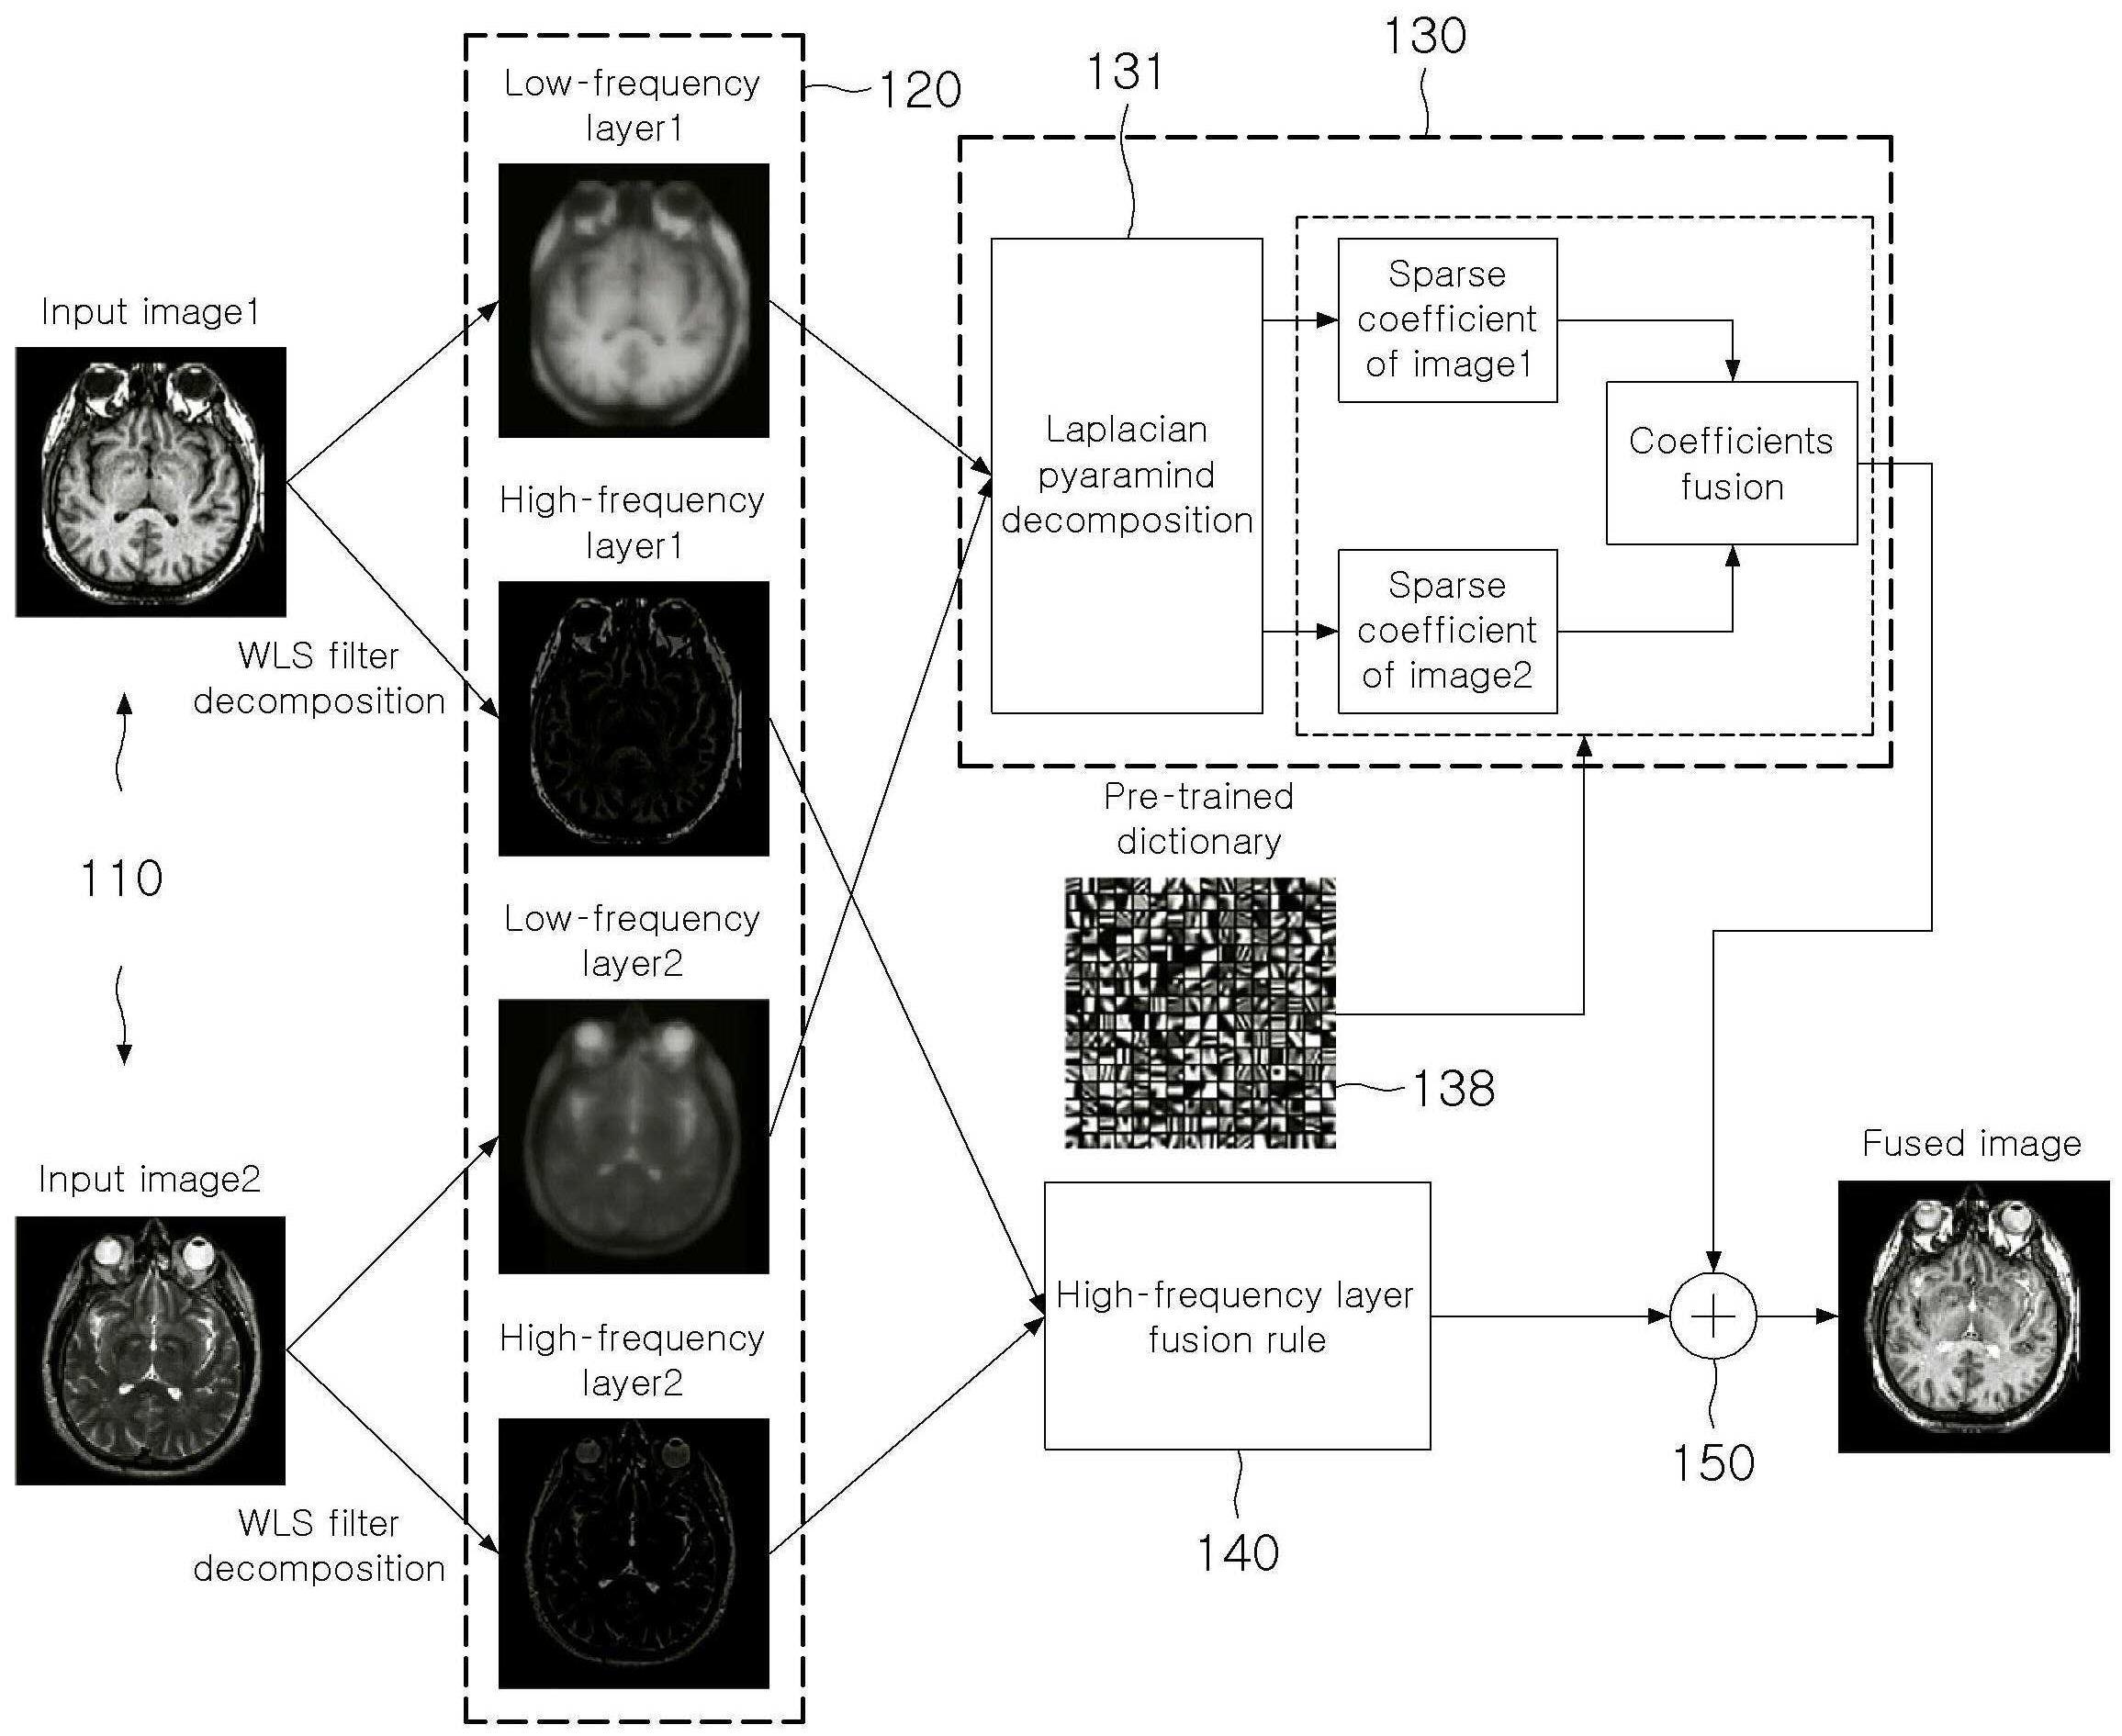 130
131
Low-frequency
layer1
120
Input image1
High-frequency
layer1
WLS filter
decomposition
110
Low-frequency
layer2
Input image2
High-frequency
layer2
WLS filter
decomposition
Laplacian
pyaramind
decomposition
Sparse
coefficient
of image1
Coefficients
fusion
Sparse
coefficient
of image2
Pre-trained
dictionary
138
High-frequency layer
fusion rule
140
150
Fused image